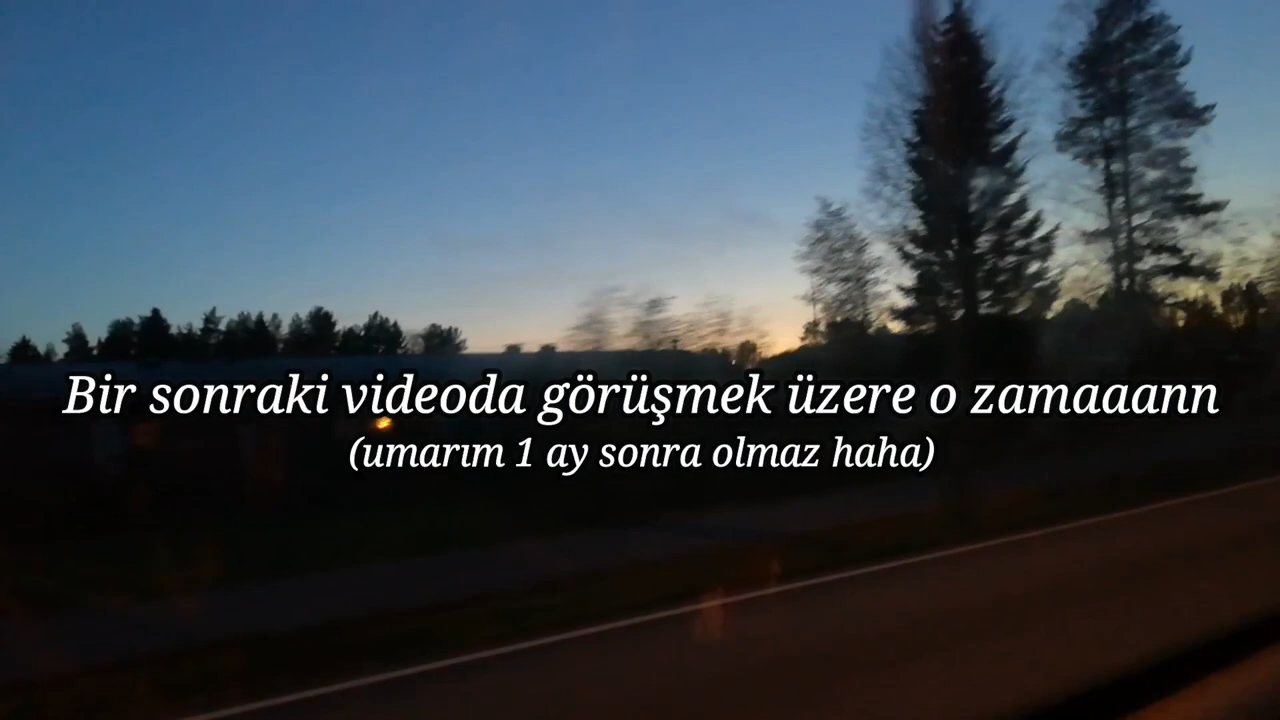 Bir sonraki videoda görüşmek üzere o zamaaann
(umarım 1 ay sonra olmaz haha)